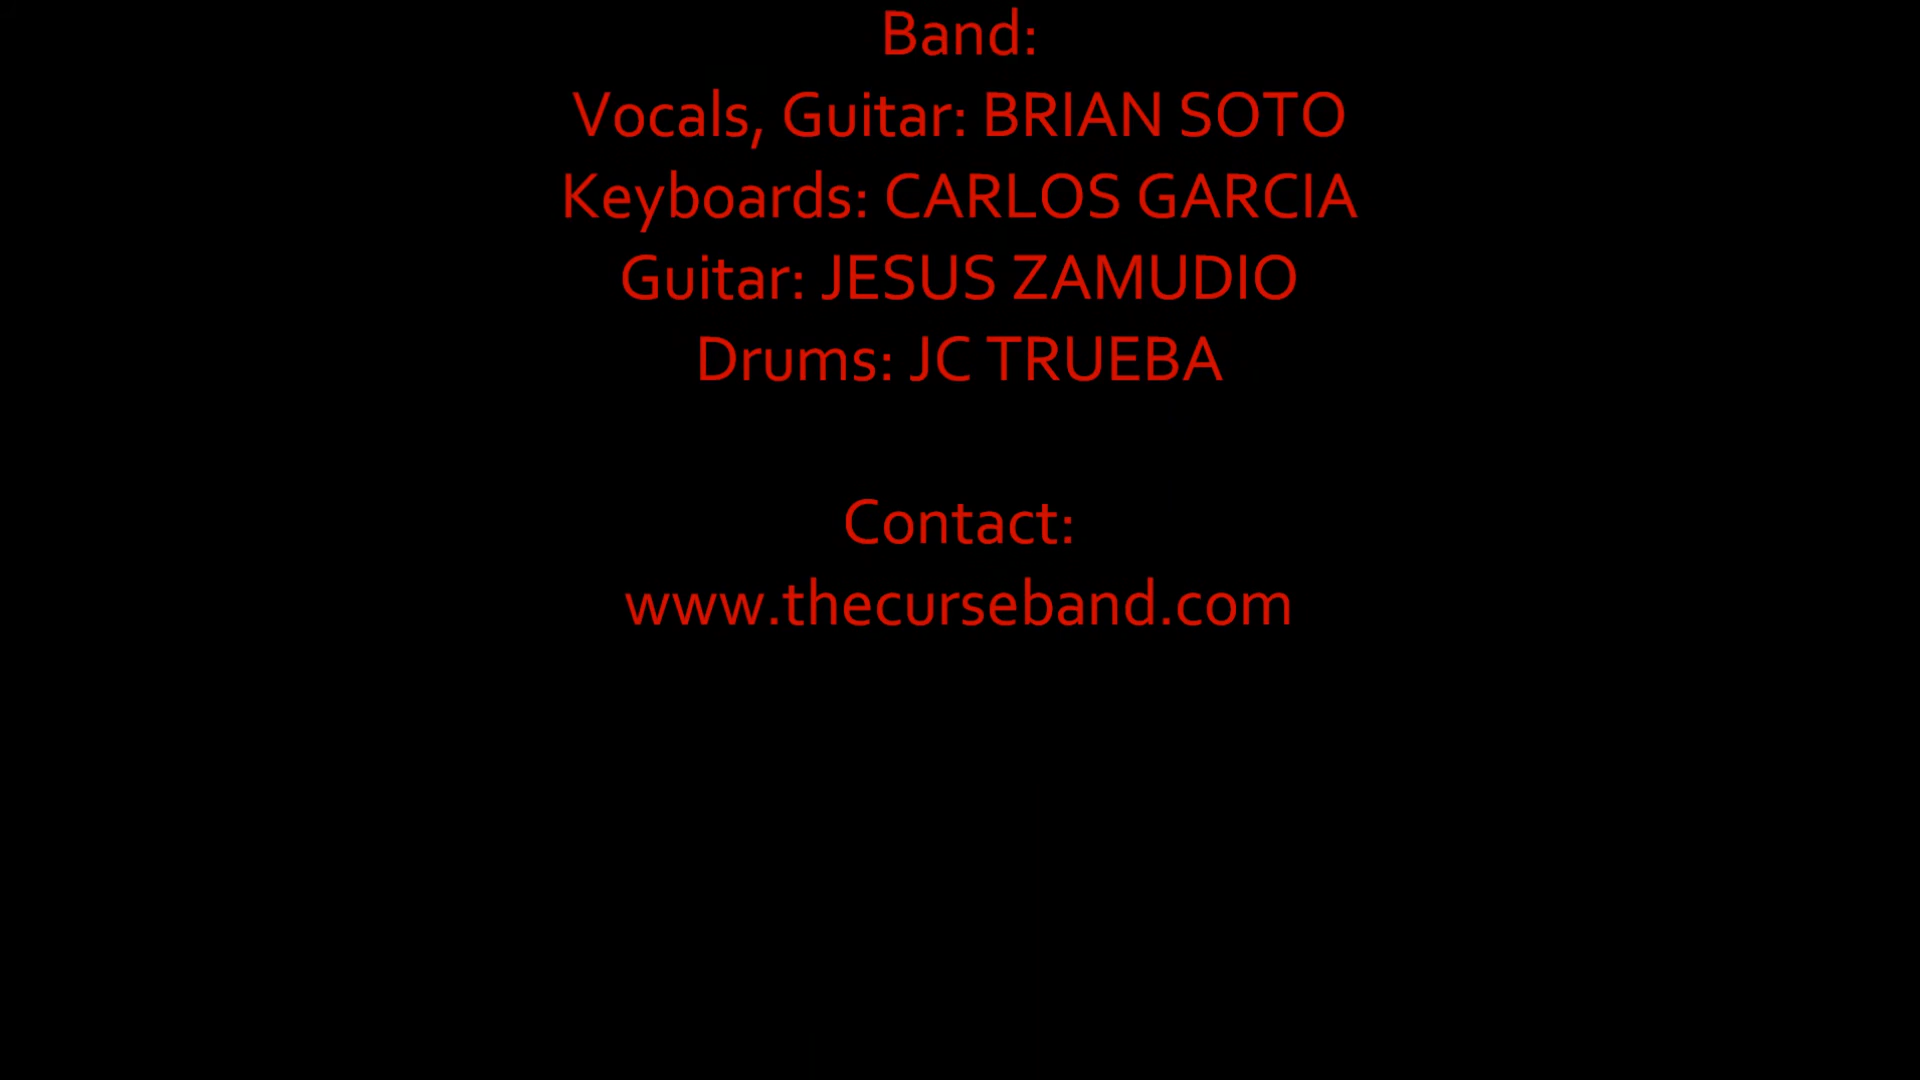 Band:
Vocals, Guitar: BRIAN SOTO
Keyboards: CARLOS GARCIA
Guitar: JESUS ZAMUDIO
Drums: JC TRUEBA
Contact:
www.thecurseband.com